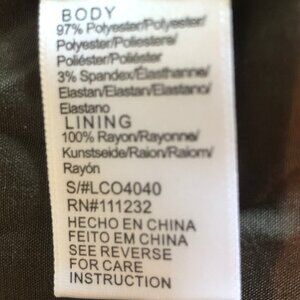 BODY
97% Polyester/Polyester/
Polyester/Poliestere/
Poliéster/Poliéster
3% Spandex/Élasthanne/
Elastan/Elastan/Elastano/
Elastano
LINING
100% Rayon/Rayonne/
Kunstseide/Raion/Raiom/
Rayón
S/#LCO4040
RN#111232
HECHO EN CHINA
FEITO EM CHINA
SEE REVERSE
FOR CARE
INSTRUCTION